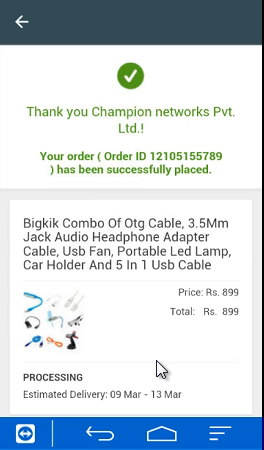 Thank you Champion networks Pvt.
Ltd.!
Your order ( Order ID 12105155789
) has been successfully placed.
Bigkik Combo Of Otg Cable, 3.5Mm
Jack Audio Headphone Adapter
Cable, Usb Fan, Portable Led Lamp,
Car Holder And 5 In 1 Usb Cable
Price: Rs. 899
Total: Rs. 899
PROCESSING
Estimated Delivery: 09 Mar - 13 Mar